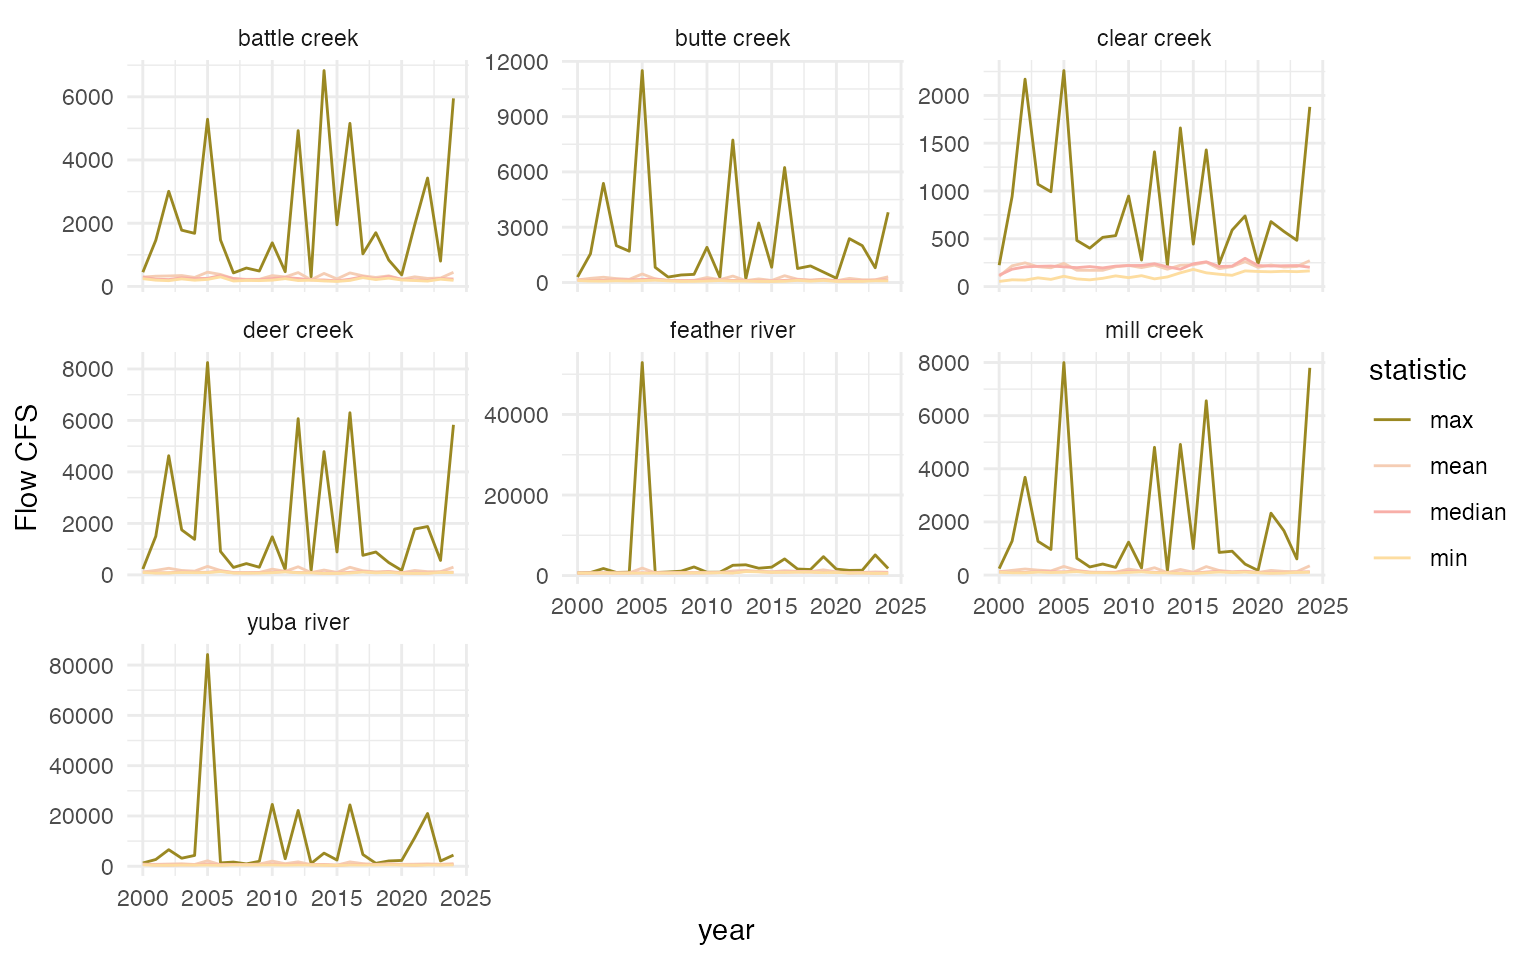 battle creek
butte creek
clear creek
6000
4000
2000
0
12000
9000
6000
3000
0
2000
1500
1000
500
0
deer creek
feather river
mill creek
8000
6000
4000
2000
0
40000
20000
0
8000
6000
4000
2000
0
2000 2005 2010 2015 2020 2025
2000 2005 2010 2015 2020 2025
yuba river
80000
60000
40000
20000
0
2000 2005 2010 2015 2020 2025
Flow CFS
year
statistic
max
mean
median
min